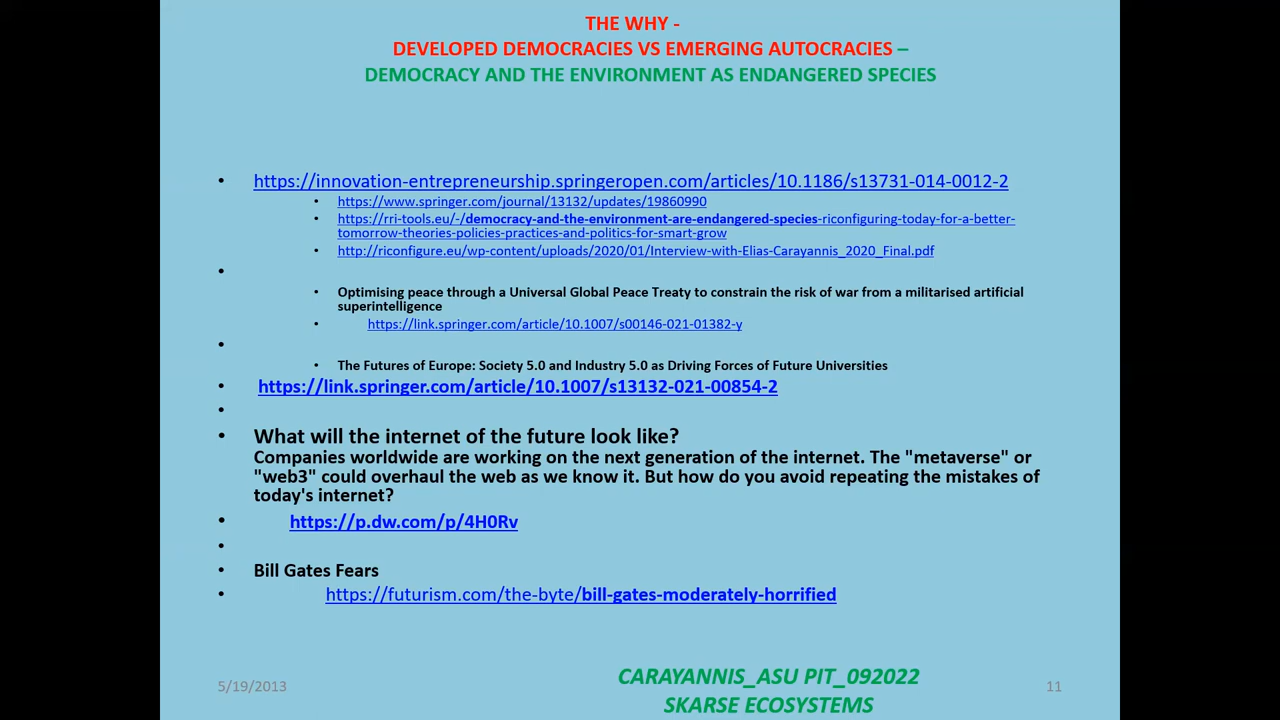 THE WHY -
DEVELOPED DEMOCRACIES VS EMERGING AUTOCRACIES –
DEMOCRACY AND THE ENVIRONMENT AS ENDANGERED SPECIES
• https://innovation-entrepreneurship.springeropen.com/articles/10.1186/s13731-014-0012-2
• https://www.springer.com/journal/13132/updates/19860990
• https://rri-tools.eu/-/democracy-and-the-environment-are-endangered-species-riconfiguring-today-for-a-better-
tomorrow-theories-policies-practices-and-politics-for-smart-grow
• http://riconfigure.eu/wp-content/uploads/2020/01/Interview-with-Elias-Carayannis_2020_Final.pdf
•
• Optimising peace through a Universal Global Peace Treaty to constrain the risk of war from a militarised artificial
superintelligence
• https://link.springer.com/article/10.1007/s00146-021-01382-y
•
• The Futures of Europe: Society 5.0 and Industry 5.0 as Driving Forces of Future Universities
• https://link.springer.com/article/10.1007/s13132-021-00854-2
•
• What will the internet of the future look like?
Companies worldwide are working on the next generation of the internet. The "metaverse" or
"web3" could overhaul the web as we know it. But how do you avoid repeating the mistakes of
today's internet?
• https://p.dw.com/p/4H0Rv
•
• Bill Gates Fears
• https://futurism.com/the-byte/bill-gates-moderately-horrified
5/19/2013
CARAYANNIS_ASU PIT_092022
SKARSE ECOSYSTEMS
11